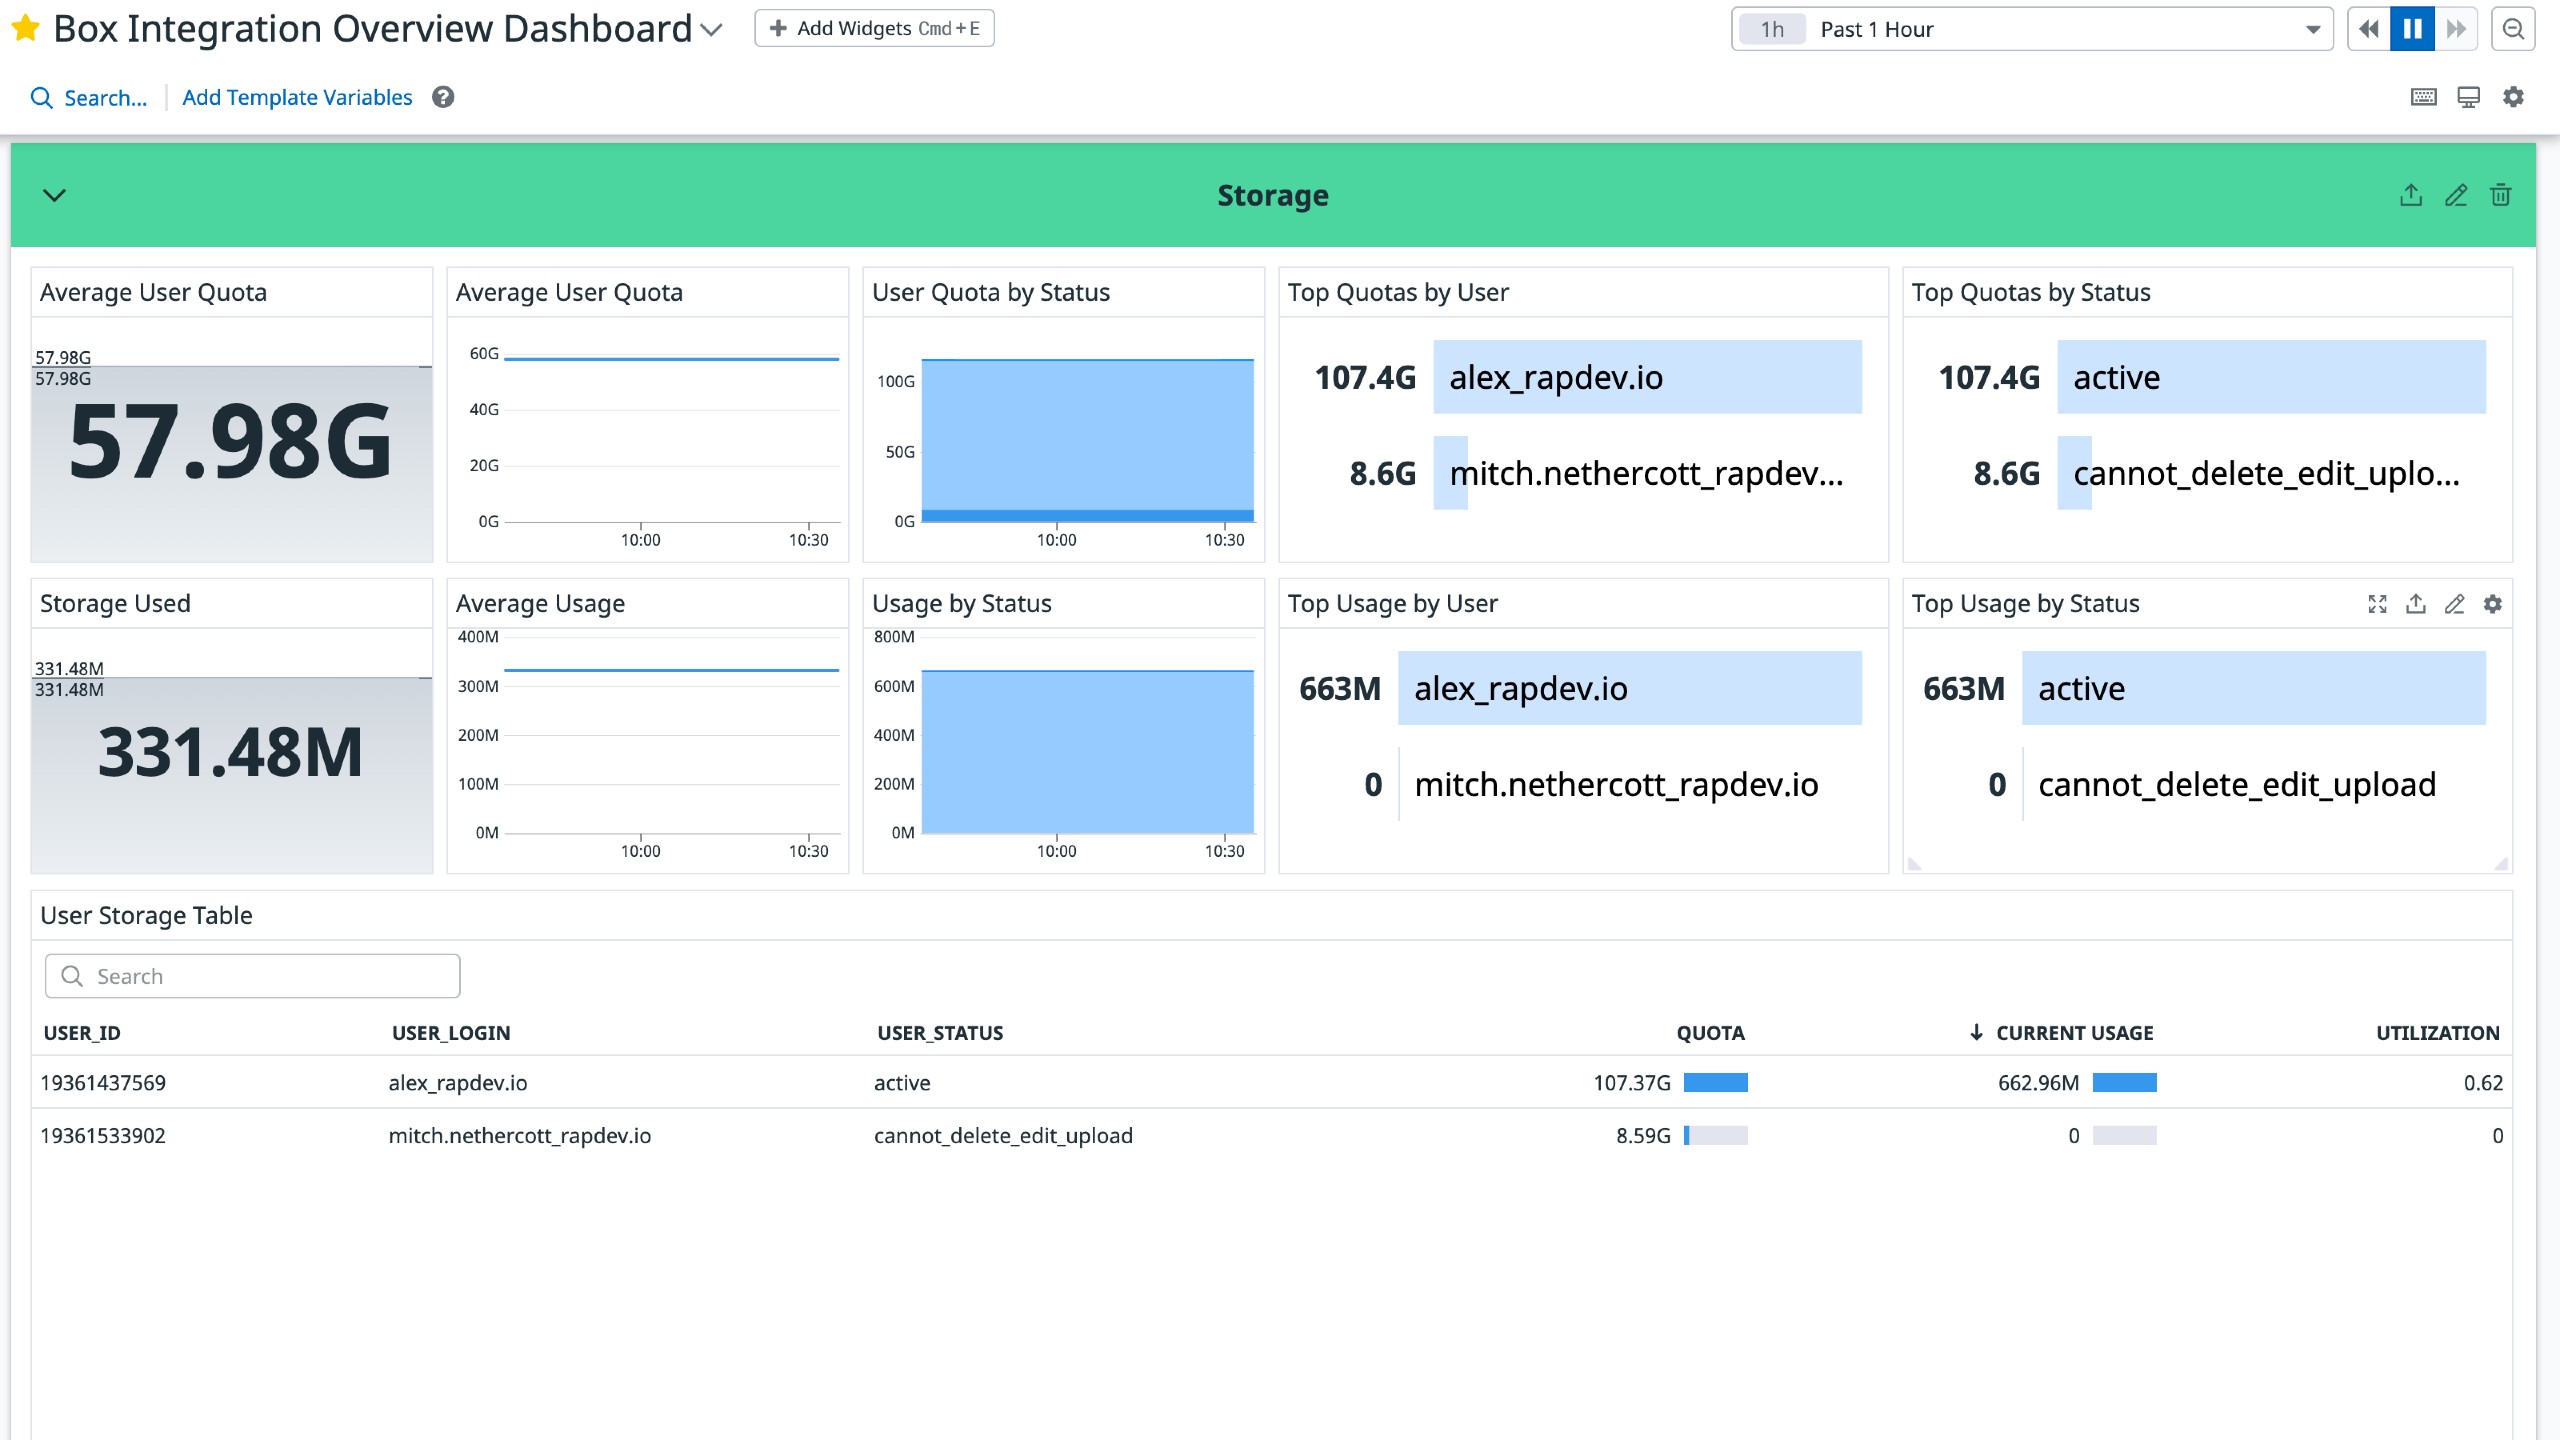 Box Integration Overview Dashboard
Add Widgets Cmd+E
1h Past 1 Hour
Search...
Add Template Variables
Storage
Average User Quota
57.98G
57.98G
57.98G
Average User Quota
60G
40G
20G
0G
10:00 10:30
User Quota by Status
100G
50G
0G
10:00 10:30
Top Quotas by User
107.4G alex_rapdev.io
8.6G mitch.nethercott_rapdev...
Top Quotas by Status
107.4G active
8.6G cannot_delete_edit_uplo...
Storage Used
331.48M
331.48M
331.48M
Average Usage
400M
300M
200M
100M
0M
10:00 10:30
Usage by Status
800M
600M
400M
200M
0M
10:00 10:30
Top Usage by User
663M alex_rapdev.io
0 mitch.nethercott_rapdev.io
Top Usage by Status
663M active
0 cannot_delete_edit_upload
User Storage Table
Search
USER_ID USER_LOGIN USER_STATUS QUOTA CURRENT USAGE UTILIZATION
19361437569 alex_rapdev.io active 107.37G 662.96M 0.62
19361533902 mitch.nethercott_rapdev.io cannot_delete_edit_upload 8.59G 0 0